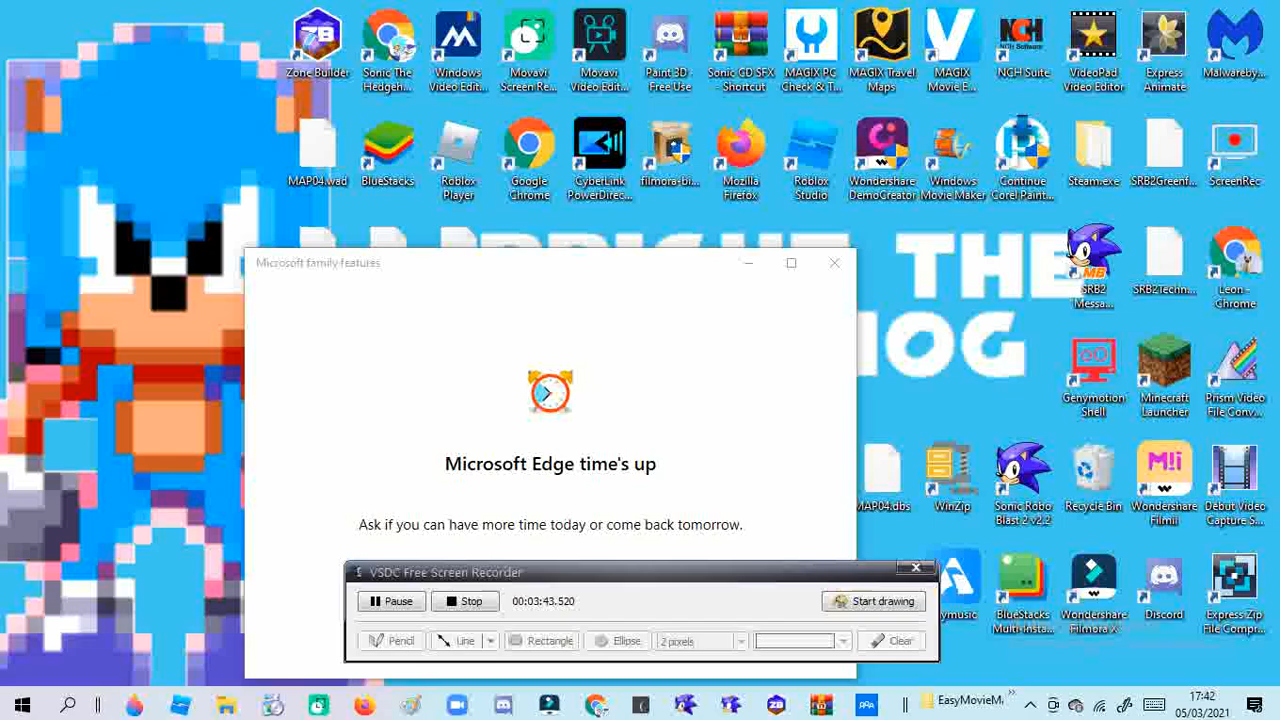 Zone Builder
Sonic The
Hedgeh...
Windows
Video Edit...
Movavi
Screen Re...
Movavi
Video Edit...
Paint 3D -
Free Use
Sonic CD SFX
- Shortcut
MAGIX PC
Check & T...
MAGIX Travel
Maps
MAGIX
Movie E...
NCH Suite
VideoPad
Video Editor
Express
Animate
Malwareby...
MAP04.wad
BlueStacks
Roblox
Player
Google
Chrome
CyberLink
PowerDirec...
filmora-bi...
Mozilla
Firefox
Roblox
Studio
Wondershare
DemoCreator
Windows
Movie Maker
Continue
Corel Paint...
Steam.exe
SRB2Greenf...
ScreenRec
THE
SRB2
Messa...
SRB2Techn...
Leon -
Chrome
Microsoft family features
Microsoft Edge time's up
Ask if you can have more time today or come back tomorrow.
Genymotion
Shell
Minecraft
Launcher
Prism Video
File Conv...
MAP04.dbs
WinZip
Sonic Robo
Blast 2 v2.2
Recycle Bin
Wondershare
Filmii
Debut Video
Capture S...
VSDC Free Screen Recorder
Pause
Stop
00:03:43.520
Start drawing
Pencil
Line
Rectangle
Ellipse
2 pixels
Clear
BlueStacks
Multi-Insta...
Wondershare
Filmora X
Discord
Express Zip
File Compr...
EasyMovieM
17:42
05/03/2021